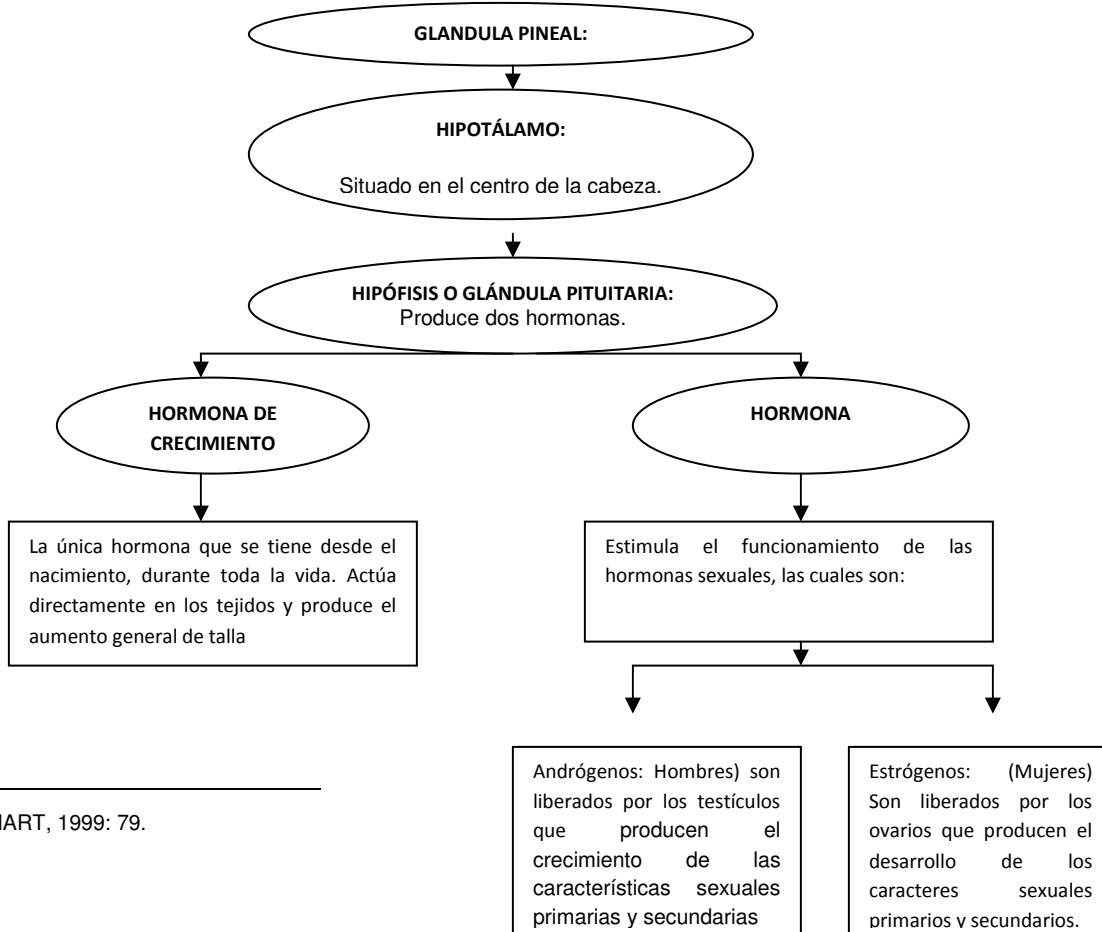 GLANDULA PINEAL:
HIPOTÁLAMO:
Situado en el centro de la cabeza.
HIPÓFISIS O GLÁNDULA PITUITARIA:
Produce dos hormonas.
HORMONA DE
CRECIMIENTO
HORMONA
La única hormona que se tiene desde el
nacimiento, durante toda la vida. Actúa
directamente en los tejidos y produce el
aumento general de talla
Estimula el funcionamiento de las
hormonas sexuales, las cuales son:
Andrógenos: Hombres) son
liberados por los testículos
que producen el
crecimiento de las
características sexuales
primarias y secundarias
Estrógenos: (Mujeres)
Son liberados por los
ovarios que producen el
desarrollo de los
caracteres sexuales
primarios y secundarios.
ART, 1999: 79.